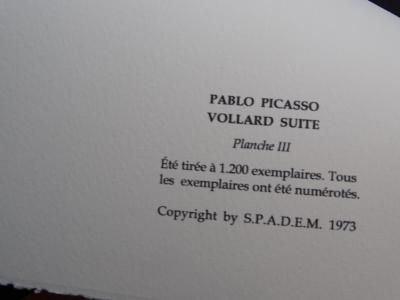 PABLO PICASSO
VOLLARD SUITE
Planche III
Été tirée à 1.200 exemplaires. Tous
les exemplaires ont été numérotés.
Copyright by S.P.A.D.E.M. 1973